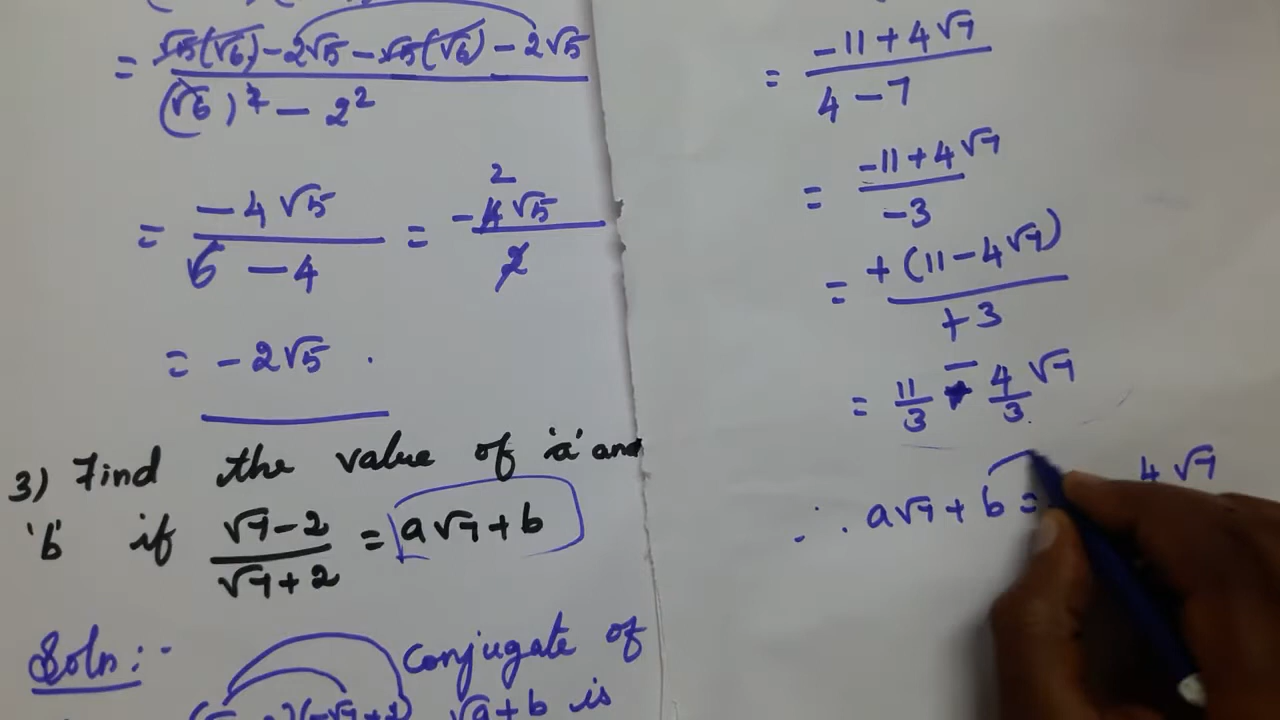 = √5(√6) - 2√5 - √5(√6) - 2√5
(√6)² - 2²
= -4√5 / 6 - 4 = -4√5 / 2
2
= -2√5.
3) Find the value of 'a' and
'b' if √7-2 / √7+2 = a√7+b
Soln:-
conjugate of
√a+b is
= -11+4√7 / 4-7
= -11+4√7 / -3
= +(11-4√7) / +3
= 11/3 - 4/3 √7
∴ a√7+b =
4√7